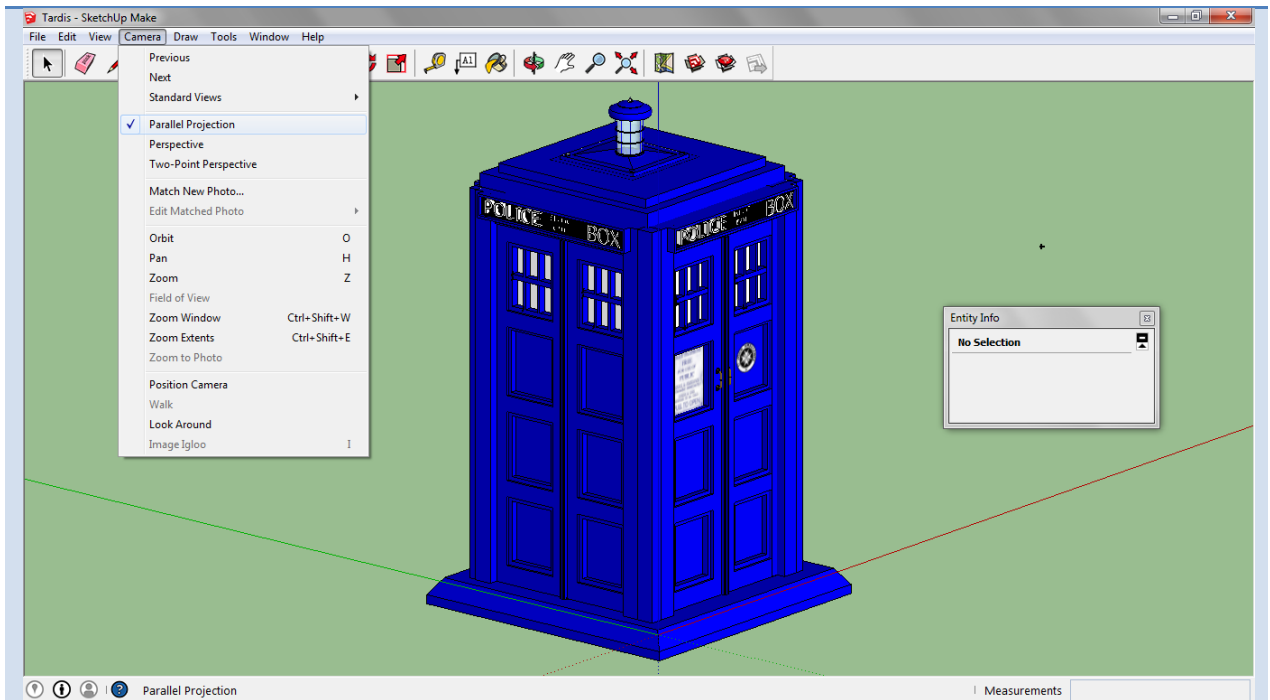 Tardis - SketchUp Make
File Edit View Camera Draw Tools Window Help
A1
Previous
Next
Standard Views
Parallel Projection
Perspective
Two-Point Perspective
Match New Photo...
Edit Matched Photo
Orbit O
Pan H
Zoom Z
Field of View
Zoom Window Ctrl+Shift+W
Zoom Extents Ctrl+Shift+E
Zoom to Photo
Position Camera
Walk
Look Around
Image Igloo I
POLICE BOX
POLICE BOX
Entity Info
No Selection
Parallel Projection
Measurements